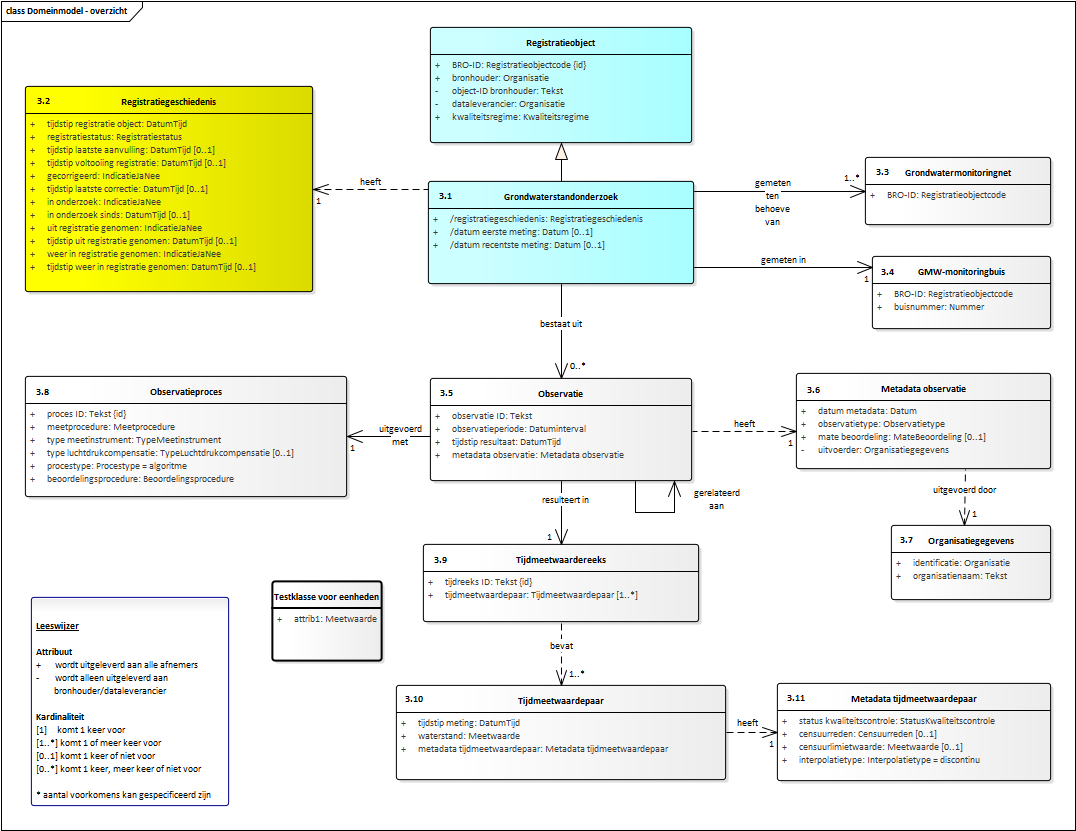 class Domeinmodel - overzicht
Registratieobject
+ BRO-ID: Registratieobjectcode {id}
+ bronhouder: Organisatie
- object-ID bronhouder: Tekst
- dataleverancier: Organisatie
+ kwaliteitsregime: Kwaliteitsregime
3.2 Registratiegeschiedenis
+ tijdstip registratie object: DatumTijd
+ registratiestatus: Registratiestatus
+ tijdstip laatste aanvulling: DatumTijd [0..1]
+ tijdstip voltooiing registratie: DatumTijd [0..1]
+ gecorrigeerd: IndicatieJaNee
+ tijdstip laatste correctie: DatumTijd [0..1]
+ in onderzoek: IndicatieJaNee
+ in onderzoek sinds: DatumTijd [0..1]
+ uit registratie genomen: IndicatieJaNee
+ tijdstip uit registratie genomen: DatumTijd [0..1]
+ weer in registratie genomen: IndicatieJaNee
+ tijdstip weer in registratie genomen: DatumTijd [0..1]
heeft
1
3.1 Grondwaterstandonderzoek
+ /registratiegeschiedenis: Registratiegeschiedenis
+ /datum eerste meting: Datum [0..1]
+ /datum recentste meting: Datum [0..1]
gemeten
ten
behoeve
van
1..*
3.3 Grondwatermonitoringnet
+ BRO-ID: Registratieobjectcode
gemeten in
1
3.4 GMW-monitoringbuis
+ BRO-ID: Registratieobjectcode
+ buisnummer: Nummer
bestaat uit
0..*
3.8 Observatieproces
+ proces ID: Tekst {id}
+ meetprocedure: Meetprocedure
+ type meetinstrument: TypeMeetinstrument
+ type luchtdrukcompensatie: TypeLuchtdrukcompensatie [0..1]
+ procestype: Procestype = algoritme
+ beoordelingsprocedure: Beoordelingsprocedure
uitgevoerd
met
1
3.5 Observatie
+ observatie ID: Tekst
+ observatieperiode: Datuminterval
+ tijdstip resultaat: DatumTijd
+ metadata observatie: Metadata observatie
heeft
1
3.6 Metadata observatie
+ datum metadata: Datum
+ observatietype: Observatietype
+ mate beoordeling: MateBeoordeling [0..1]
- uitvoerder: Organisatiegegevens
resulteert in
1
gerelateerd
aan
uitgevoerd door
1
3.7 Organisatiegegevens
+ identificatie: Organisatie
+ organisatienaam: Tekst
3.9 Tijdmeetwaardereeks
+ tijdreeks ID: Tekst {id}
+ tijdmeetwaardepaar: Tijdmeetwaardepaar [1..*]
Testklasse voor eenheden
+ attrib1: Meetwaarde
bevat
1..*
Leeswijzer
Attribuut
+ wordt uitgeleverd aan alle afnemers
- wordt alleen uitgeleverd aan
bronhouder/dataleverancier
Kardinaliteit
[1] komt 1 keer voor
[1..*] komt 1 of meer keer voor
[0..1] komt 1 keer of niet voor
[0..*] komt 1 keer, meer keer of niet voor
* aantal voorkomens kan gespecificeerd zijn
3.10 Tijdmeetwaardepaar
+ tijdstip meting: DatumTijd
+ waterstand: Meetwaarde
+ metadata tijdmeetwaardepaar: Metadata tijdmeetwaardepaar
heeft
1
3.11 Metadata tijdmeetwaardepaar
+ status kwaliteitscontrole: StatusKwaliteitscontrole
+ censuurreden: Censuurreden [0..1]
+ censuurlimietwaarde: Meetwaarde [0..1]
+ interpolatietype: Interpolatietype = discontinu